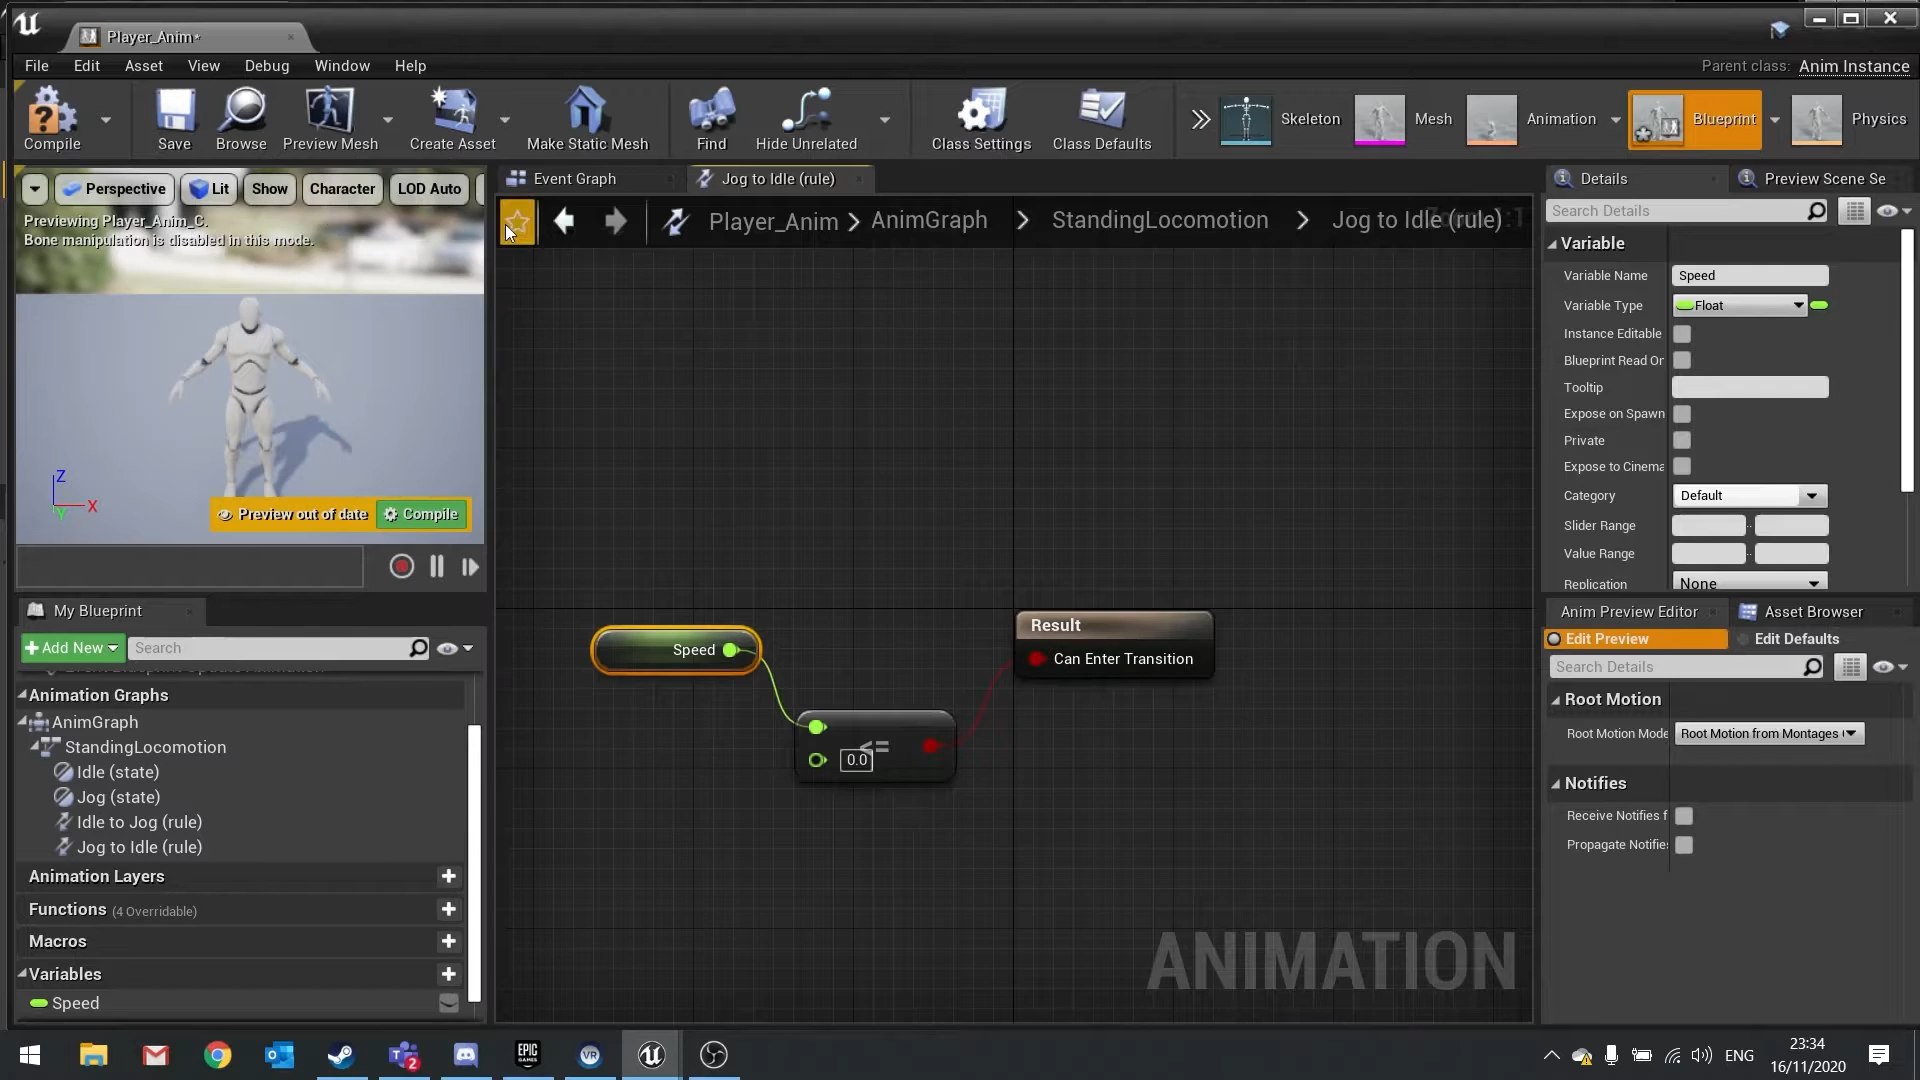 Player_Anim*
File Edit Asset View Debug Window Help
Parent class: Anim Instance
Compile
Save
Browse
Preview Mesh
Create Asset
Make Static Mesh
Find
Hide Unrelated
Class Settings
Class Defaults
Skeleton
Mesh
Animation
Blueprint
Physics
Perspective
Lit
Show
Character
LOD Auto
Previewing Player_Anim_C.
Bone manipulation is disabled in this mode.
Z
X
Y
Preview out of date
Compile
Event Graph
Jog to Idle (rule)
Player_Anim > AnimGraph > StandingLocomotion > Jog to Idle (rule)
Speed
<=
0.0
Result
Can Enter Transition
ANIMATION
My Blueprint
+ Add New
Search
Animation Graphs
AnimGraph
StandingLocomotion
Idle (state)
Jog (state)
Idle to Jog (rule)
Jog to Idle (rule)
Animation Layers
Functions (4 Overridable)
Macros
Variables
Speed
Details
Preview Scene Se
Search Details
Variable
Variable Name Speed
Variable Type Float
Instance Editable
Blueprint Read Or
Tooltip
Expose on Spawn
Private
Expose to Cinema
Category Default
Slider Range
Value Range
Replication None
Anim Preview Editor
Asset Browser
Edit Preview
Edit Defaults
Search Details
Root Motion
Root Motion Mode Root Motion from Montages
Notifies
Receive Notifies f
Propagate Notifie
2
EPIC
GAMES
VR
ENG
23:34
16/11/2020